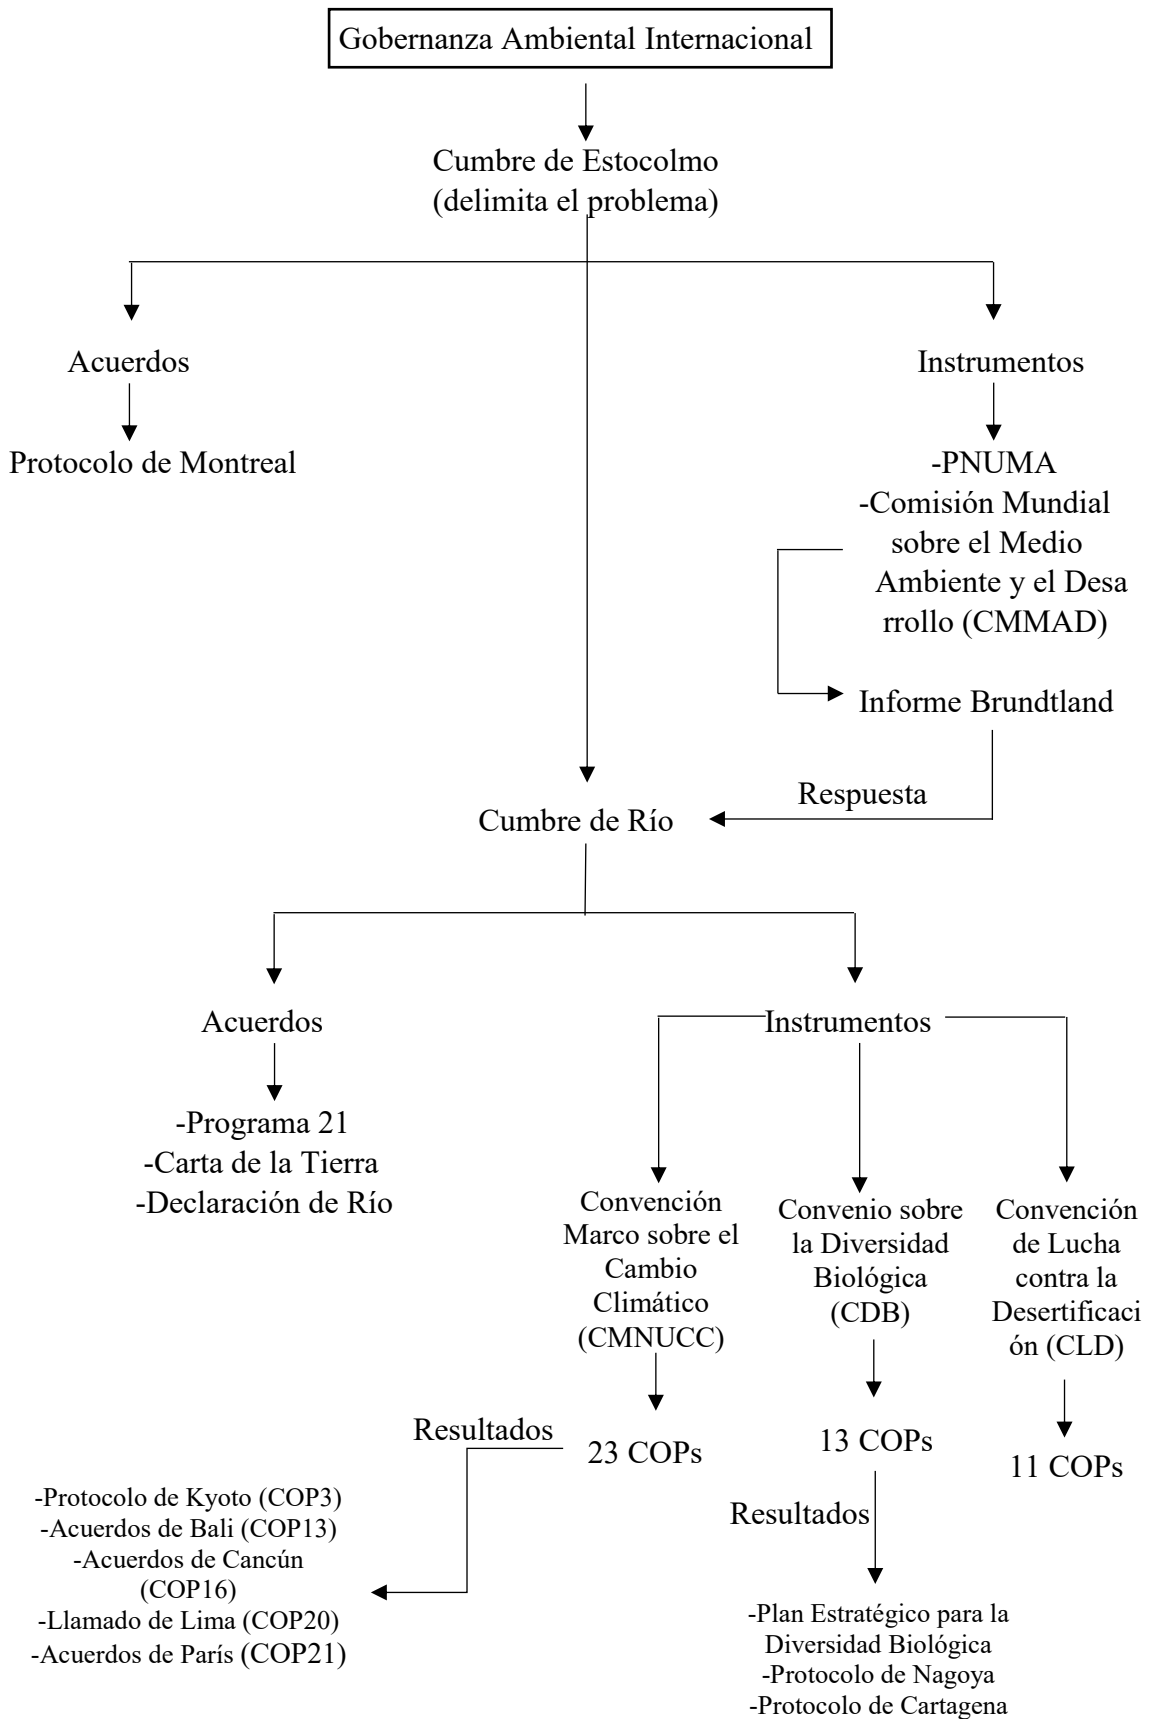 Gobernanza Ambiental Internacional
Cumbre de Estocolmo
(delimita el problema)
Acuerdos
Protocolo de Montreal
Instrumentos
-PNUMA
-Comisión Mundial
sobre el Medio
Ambiente y el Desa
rrollo (CMMAD)
Informe Brundtland
Respuesta
Cumbre de Río
Acuerdos
-Programa 21
-Carta de la Tierra
-Declaración de Río
Instrumentos
Convención
Marco sobre el
Cambio
Climático
(CMNUCC)
Convenio sobre
la Diversidad
Biológica
(CDB)
Convención
de Lucha
contra la
Desertificaci
ón (CLD)
Resultados
23 COPs
13 COPs
11 COPs
-Protocolo de Kyoto (COP3)
-Acuerdos de Bali (COP13)
-Acuerdos de Cancún
(COP16)
-Llamado de Lima (COP20)
-Acuerdos de París (COP21)
Resultados
-Plan Estratégico para la
Diversidad Biológica
-Protocolo de Nagoya
-Protocolo de Cartagena